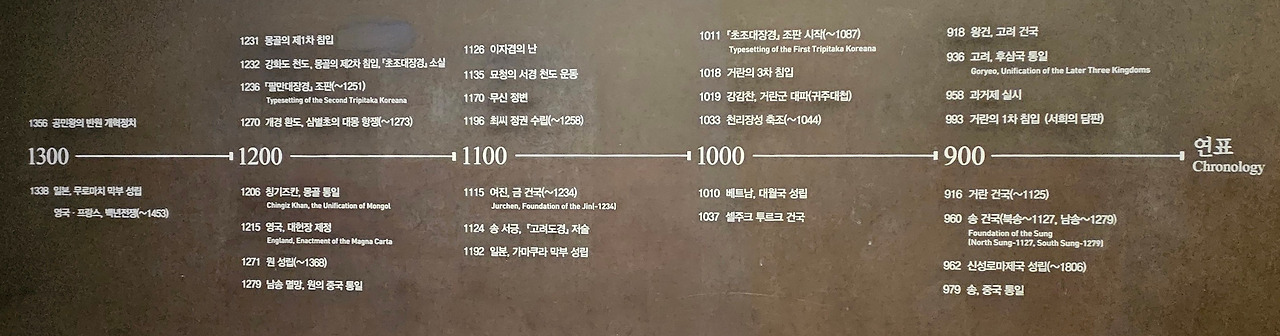 1356 공민왕의 반원 개혁정치
1300
1338 일본, 무로마치 막부 성립
영국·프랑스, 백년전쟁(~1453)
1231 몽골의 제1차 침입
1232 강화도 천도, 몽골의 제2차 침입, 『초조대장경』 소실
1236 『팔만대장경』 조판(~1251)
Typesetting of the Second Tripitaka Koreana
1270 개경 환도, 삼별초의 대몽 항쟁(~1273)
1200
1206 칭기즈칸, 몽골 통일
Chingiz Khan, the Unification of Mongol
1215 영국, 대헌장 제정
England, Enactment of the Magna Carta
1271 원 성립(~1368)
1279 남송 멸망, 원의 중국 통일
1126 이자겸의 난
1135 묘청의 서경 천도 운동
1170 무신 정변
1196 최씨 정권 수립(~1258)
1100
1115 여진, 금 건국(~1234)
Jurchen, Foundation of the Jin(-1234)
1124 송 서긍, 『고려도경』 저술
1192 일본, 가마쿠라 막부 성립
1011 『초조대장경』 조판 시작(~1087)
Typesetting of the First Tripitaka Koreana
1018 거란의 3차 침입
1019 강감찬, 거란군 대파(귀주대첩)
1033 천리장성 축조(~1044)
1000
1010 베트남, 대월국 성립
1037 셀주크 투르크 건국
918 왕건, 고려 건국
936 고려, 후삼국 통일
Goryeo, Unification of the Later Three Kingdoms
958 과거제 실시
993 거란의 1차 침입 (서희의 담판)
900
916 거란 건국(~1125)
960 송 건국(북송~1127, 남송~1279)
Foundation of the Sung
(North Sung-1127, South Sung-1279)
962 신성로마제국 성립(~1806)
979 송, 중국 통일
연표
Chronology